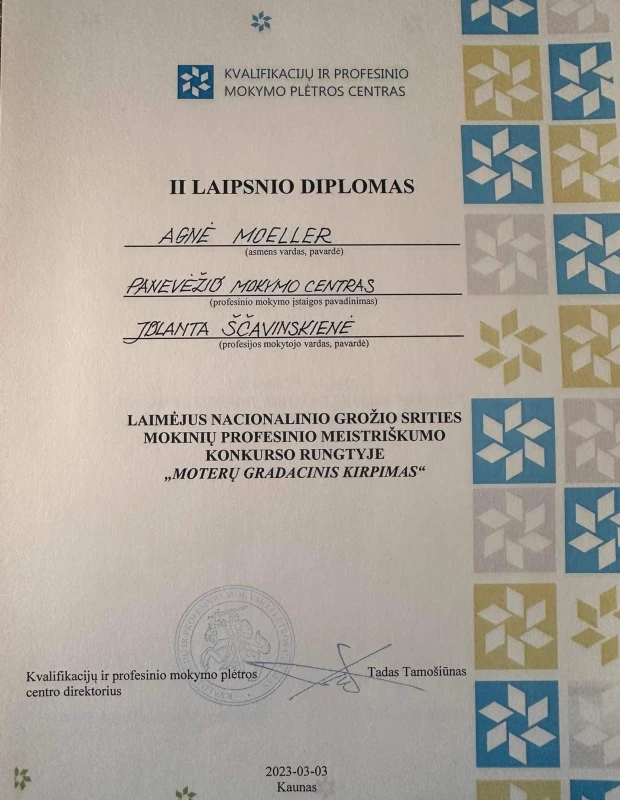 KVALIFIKACIJŲ IR PROFESINIO
MOKYMO PLĖTROS CENTRAS
II LAIPSNIO DIPLOMAS
AGNĖ MOELLER
(asmens vardas, pavardė)
PANEVĖŽIO MOKYMO CENTRAS
(profesinio mokymo įstaigos pavadinimas)
JOLANTA ŠČAVINSKIENĖ
(profesijos mokytojo vardas, pavardė)
LAIMĖJUS NACIONALINIO GROŽIO SRITIES
MOKINIŲ PROFESINIO MEISTRIŠKUMO
KONKURSO RUNGTYJE
„MOTERŲ GRADACINIS KIRPIMAS“
Kvalifikacijų ir profesinio mokymo plėtros
centro direktorius
Tadas Tamošiūnas
2023-03-03
Kaunas